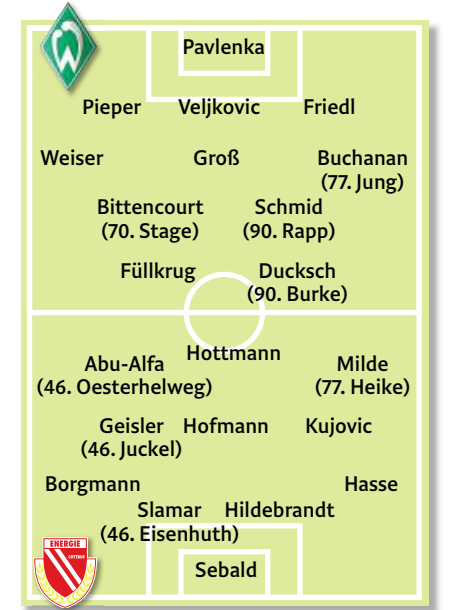 W
Pavlenka
Pieper Veljkovic Friedl
Weiser Groß Buchanan
(77. Jung)
Bittencourt Schmid
(70. Stage) (90. Rapp)
Füllkrug Ducksch
(90. Burke)
Hottmann
Abu-Alfa Milde
(46. Oesterhelweg) (77. Heike)
Geisler Hofmann Kujovic
(46. Juckel)
Borgmann Hasse
Slamar Hildebrandt
(46. Eisenhuth)
ENERGIE
COTTBUS
Sebald